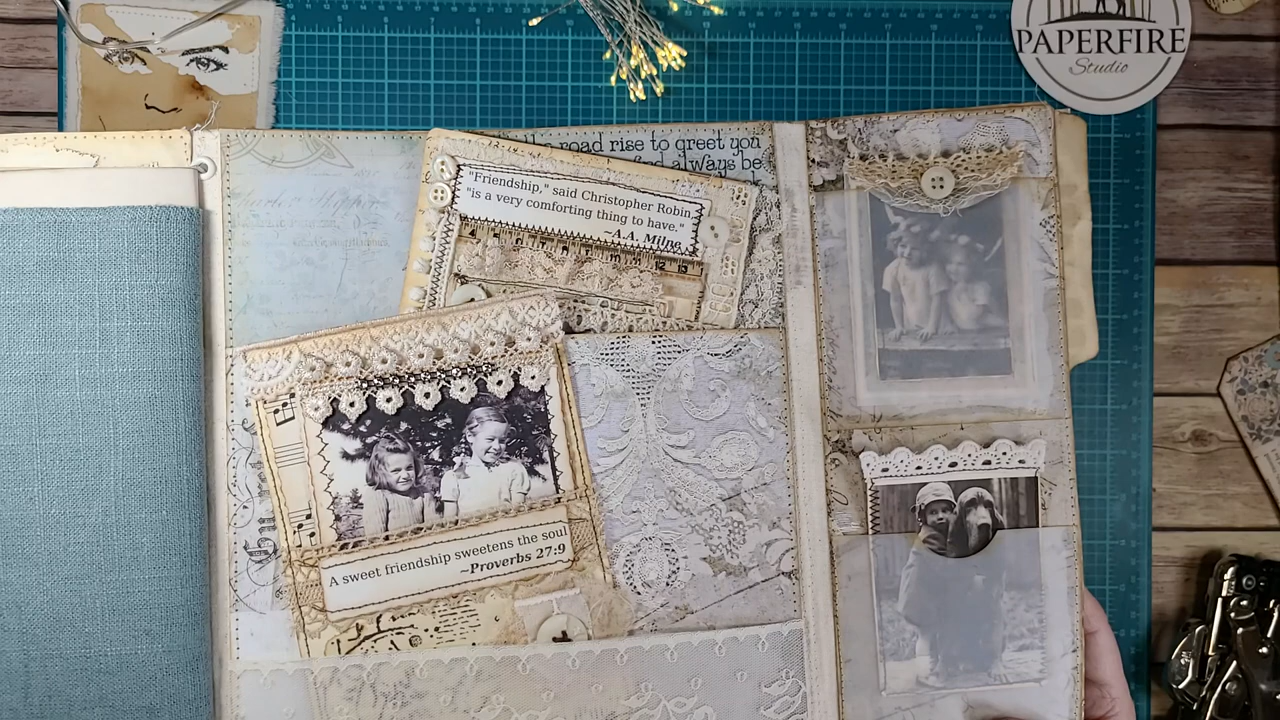 PAPERFIRE
Studio
road rise to greet you
always be
"Friendship," said Christopher Robin,
"is a very comforting thing to have."
~A.A. Milne
A sweet friendship sweetens the soul
~Proverbs 27:9